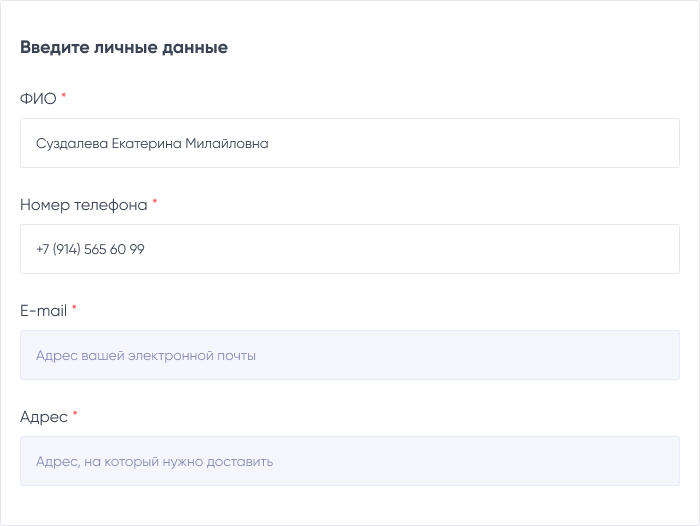 Введите личные данные
ФИО *
Суздалева Екатерина Милайловна
Номер телефона *
+7 (914) 565 60 99
E-mail *
Адрес вашей электронной почты
Адрес *
Адрес, на который нужно доставить